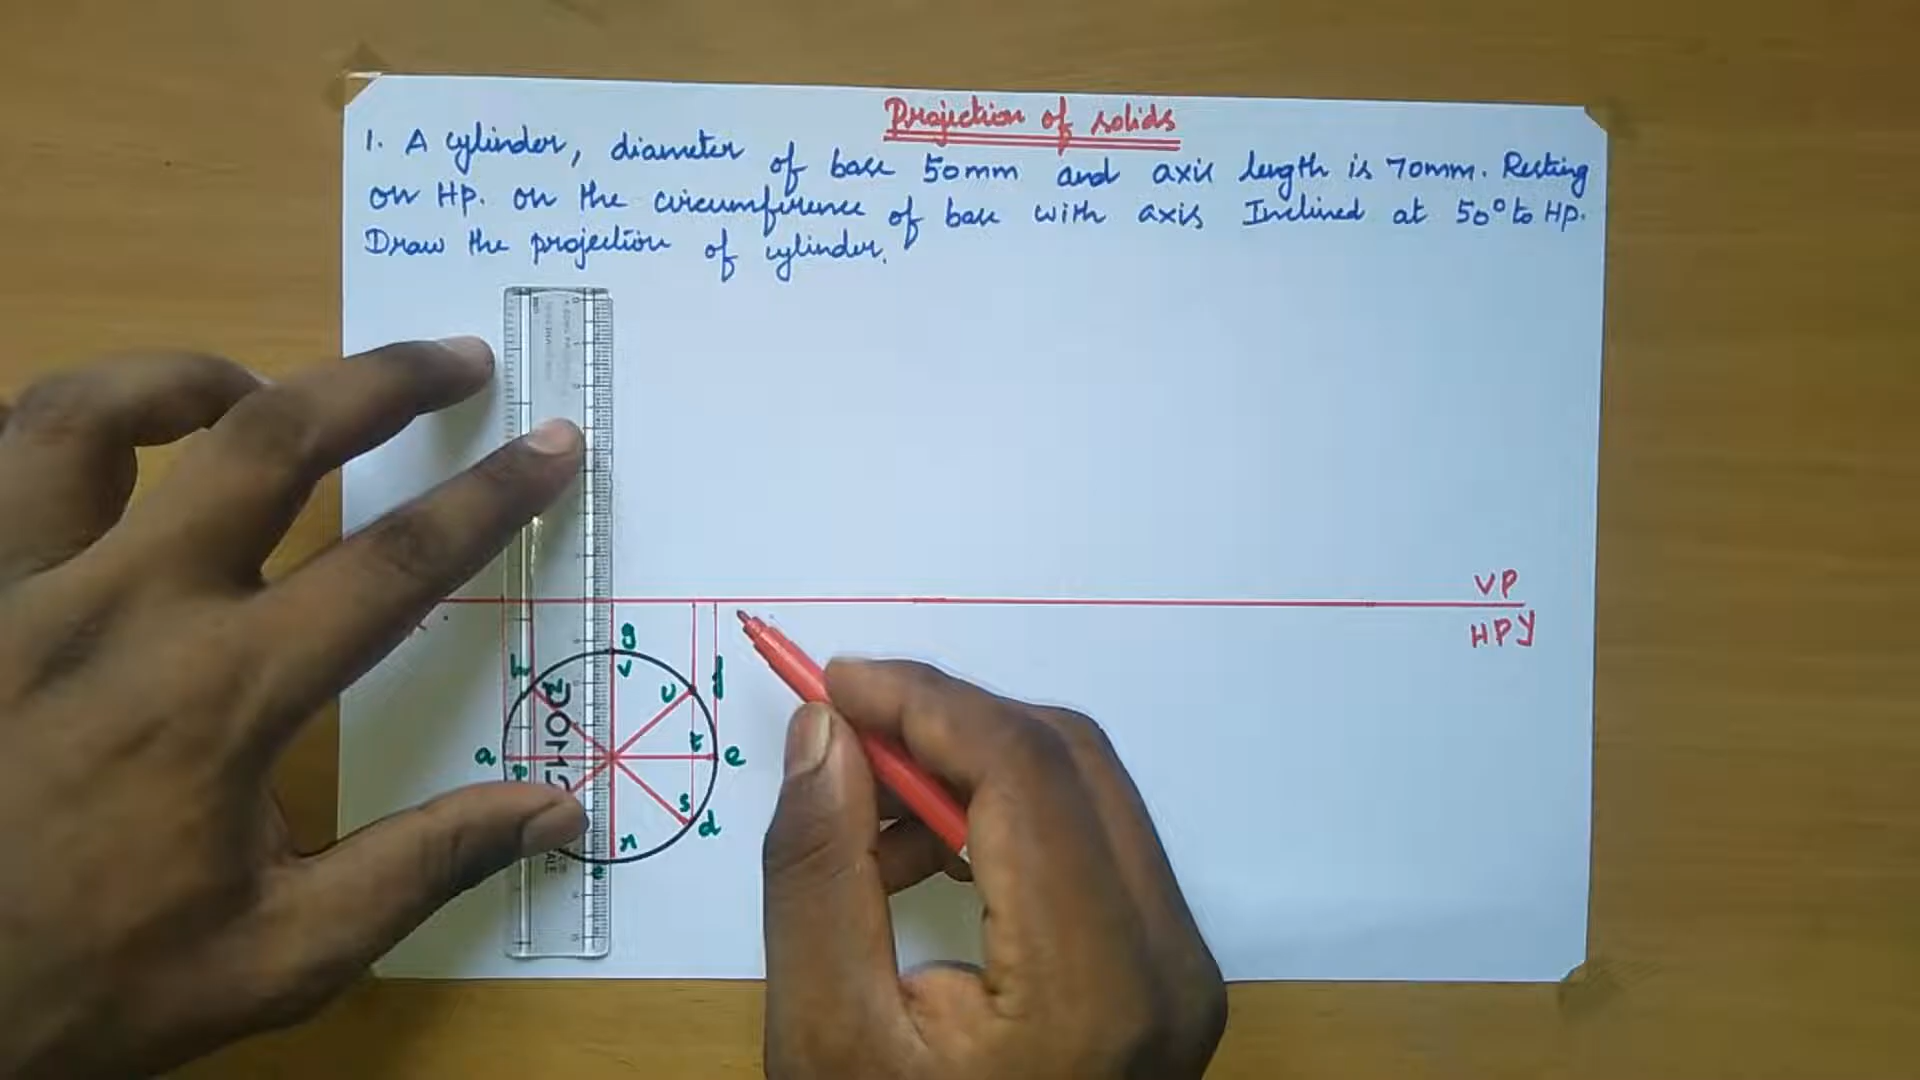 Projection of solids
1. A cylinder, diameter of base 50mm and axis length is 70mm. Resting
on HP. on the circumference of base with axis Inclined at 50° to HP.
Draw the projection of cylinder.
VP
HP y
x
g
v
h
f
u
a
p
t
e
s
d
r
DOMS